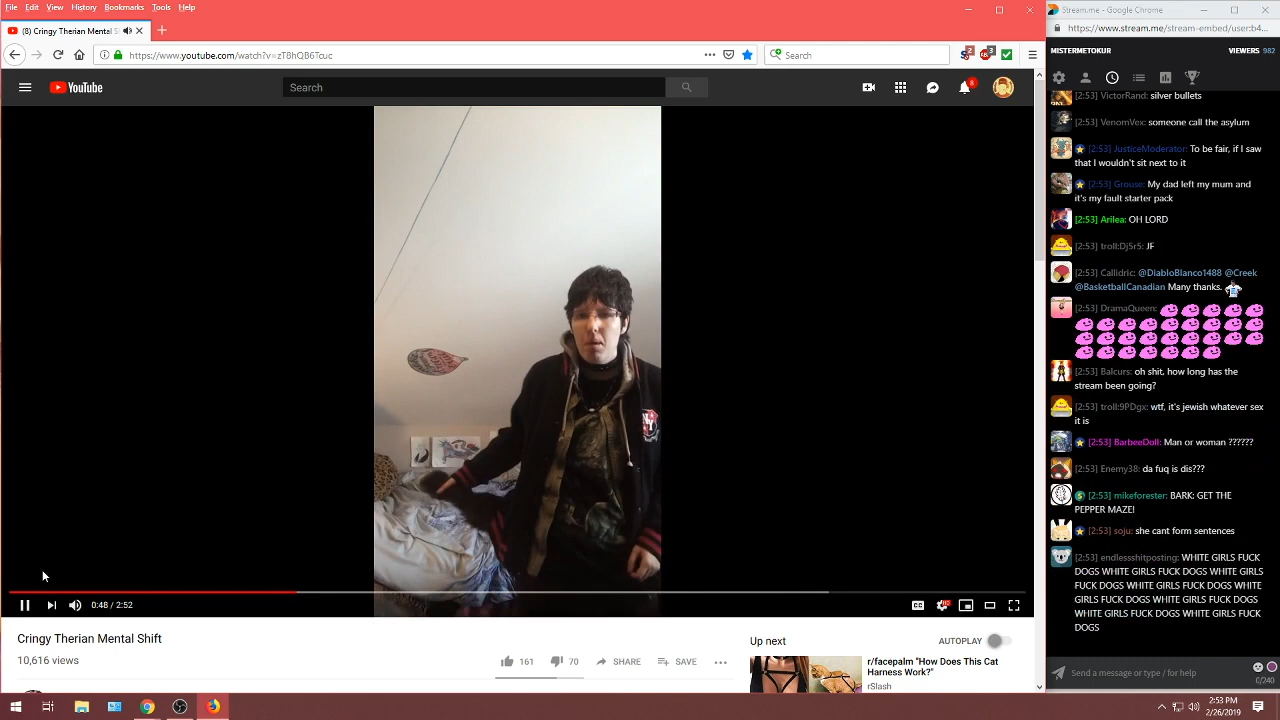 File Edit View History Bookmarks Tools Help
(8) Cringy Therian Mental S
https://www.youtube.com/watch?v=zT8hQB6Tcuc
Search
2
3
YouTube
Search
8
0:48 / 2:52
CC
HD
Cringy Therian Mental Shift
10,616 views
161
70
SHARE
SAVE
Up next
AUTOPLAY
r/facepalm "How Does This Cat
Harness Work?"
rSlash
Stream.me - Google Chrome
https://www.stream.me/stream-embed/user:b4...
MISTERMETOKUR
VIEWERS 982
[2:53] VictorRand: silver bullets
[2:53] VenomVex: someone call the asylum
[2:53] JusticeModerator: To be fair, if I saw
that I wouldn't sit next to it
[2:53] Grouse: My dad left my mum and
it's my fault starter pack
[2:53] Arilea: OH LORD
[2:53] troll:Dj5r5: JF
[2:53] Callidric: @DiabloBlanco1488 @Creek
@BasketballCanadian Many thanks.
[2:53] DramaQueen:
[2:53] Balcurs: oh shit, how long has the
stream been going?
[2:53] troll:9PDgx: wtf, it's jewish whatever sex
it is
[2:53] BarbeeDoll: Man or woman ??????
[2:53] Enemy38: da fuq is dis???
[2:53] mikeforester: BARK: GET THE
PEPPER MAZE!
[2:53] soju: she cant form sentences
[2:53] endlessshitposting: WHITE GIRLS FUCK
DOGS WHITE GIRLS FUCK DOGS WHITE GIRLS
FUCK DOGS WHITE GIRLS FUCK DOGS WHITE
GIRLS FUCK DOGS WHITE GIRLS FUCK DOGS
WHITE GIRLS FUCK DOGS WHITE GIRLS FUCK
DOGS
Send a message or type / for help
0/240
2:53 PM
2/26/2019